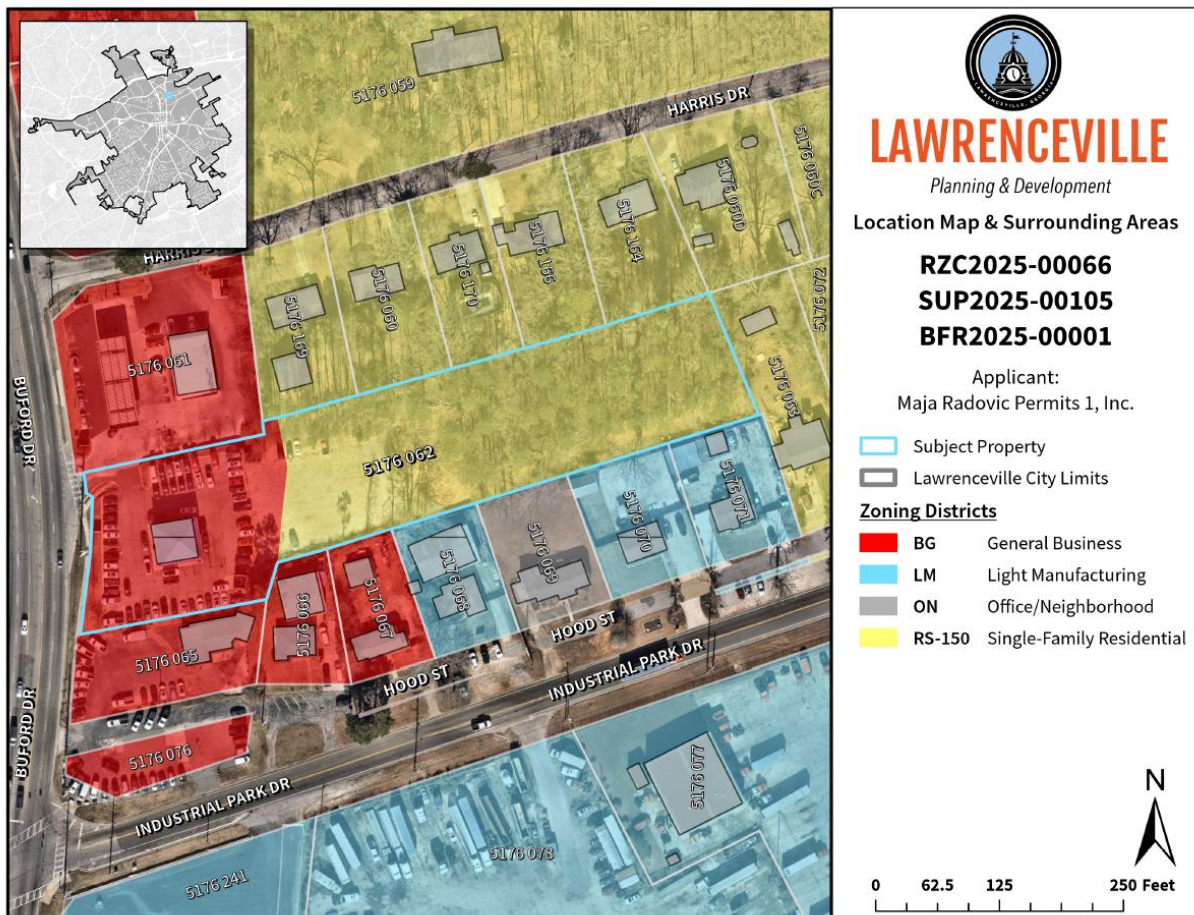 5176 059
HARRIS DR
5176 060C
5176 060D
5176 164
5176 166
5176 170
5176 060
5176 169
5176 072
HARRIS
5176 061
5176 063
BUFORD DR
5176 062
5176 071
5176 070
5176 069
5176 068
5176 067
5176 066
5176 065
HOOD ST
HOOD ST
INDUSTRIAL PARK DR
BUFORD DR
5176 076
5176 077
INDUSTRIAL PARK DR
5176 078
5176 241
LAWRENCEVILLE, GEORGIA
LAWRENCEVILLE
Planning & Development
Location Map & Surrounding Areas
RZC2025-00066
SUP2025-00105
BFR2025-00001
Applicant:
Maja Radovic Permits 1, Inc.
Subject Property
Lawrenceville City Limits
Zoning Districts
BG General Business
LM Light Manufacturing
ON Office/Neighborhood
RS-150 Single-Family Residential
N
0 62.5 125 250 Feet